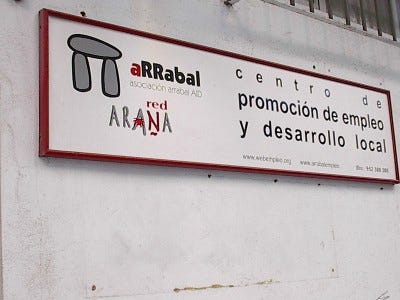 aRRabal
asociación arrabal AID
red
ARAÑA
centro de
promoción de empleo
y desarrollo local
www.webempleo.org www.arrabalempleo.